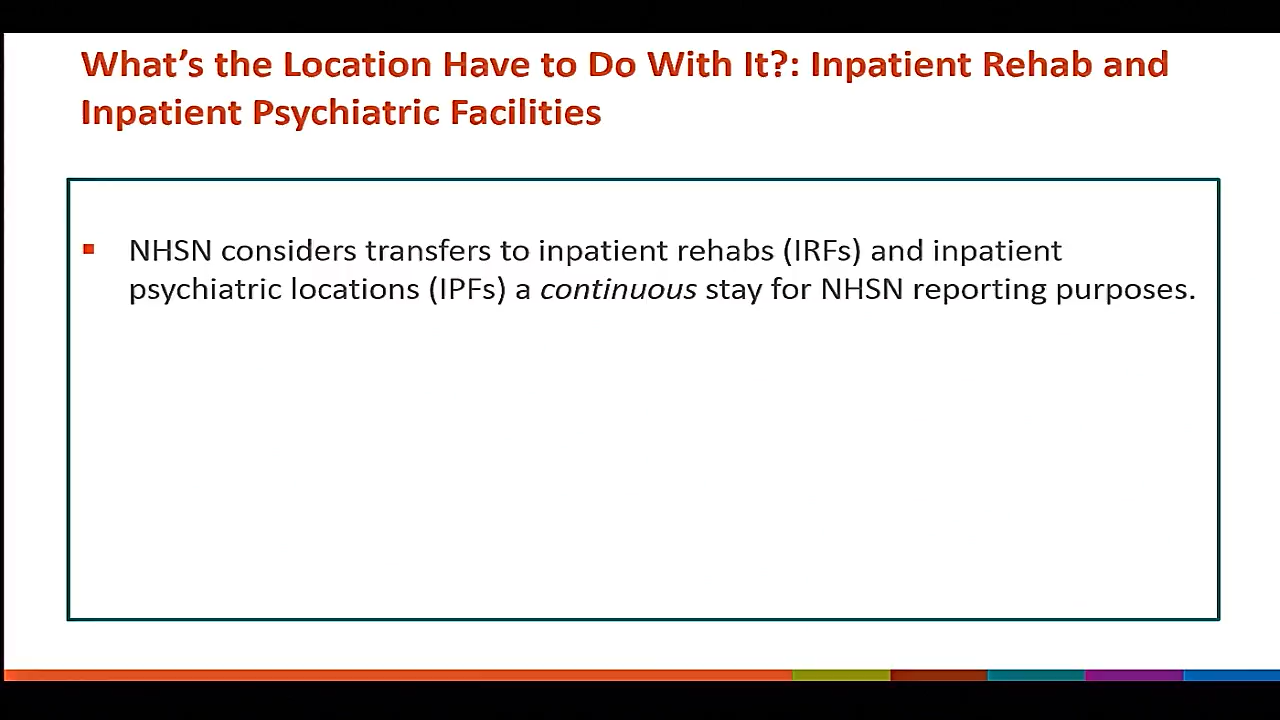 What’s the Location Have to Do With It?: Inpatient Rehab and
Inpatient Psychiatric Facilities
NHSN considers transfers to inpatient rehabs (IRFs) and inpatient
psychiatric locations (IPFs) a continuous stay for NHSN reporting purposes.